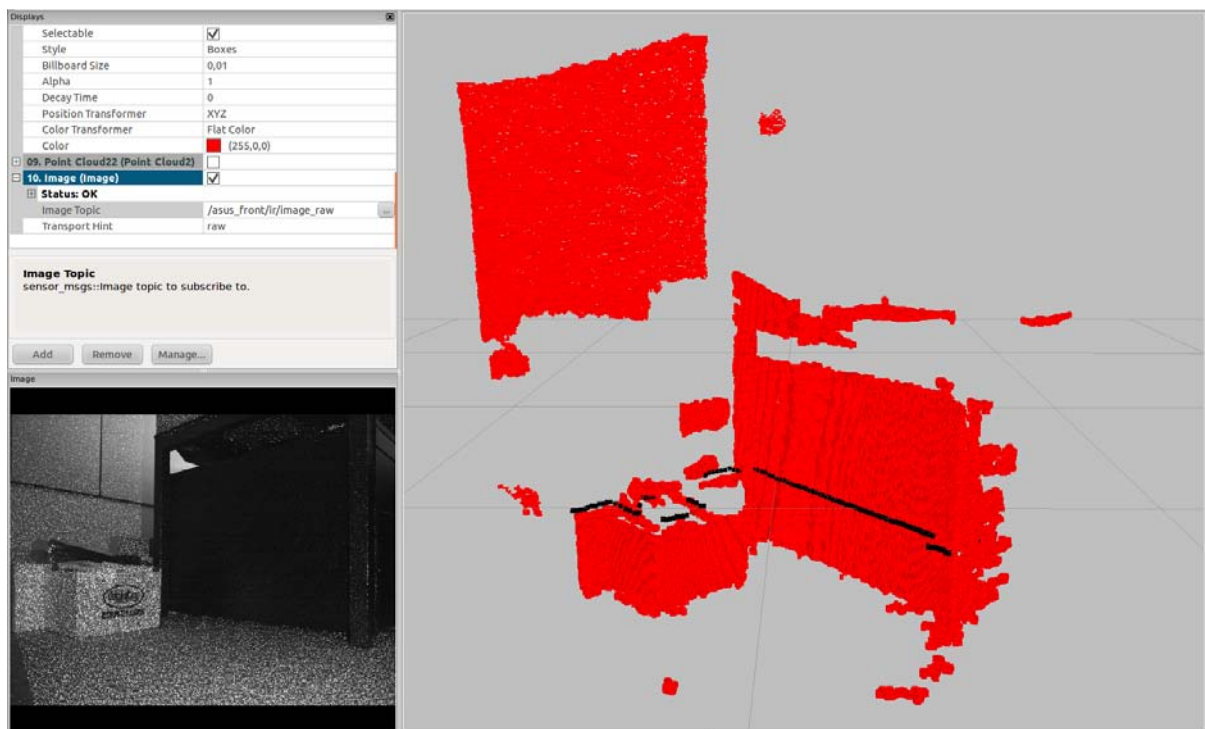 Displays
Selectable
Style Boxes
Billboard Size 0,01
Alpha 1
Decay Time 0
Position Transformer XYZ
Color Transformer Flat Color
Color (255,0,0)
09. Point Cloud22 (Point Cloud2)
10. Image (Image)
Status: OK
Image Topic /asus_front/ir/image_raw ...
Transport Hint raw
Image Topic
sensor_msgs::Image topic to subscribe to.
Add Remove Manage...
Image